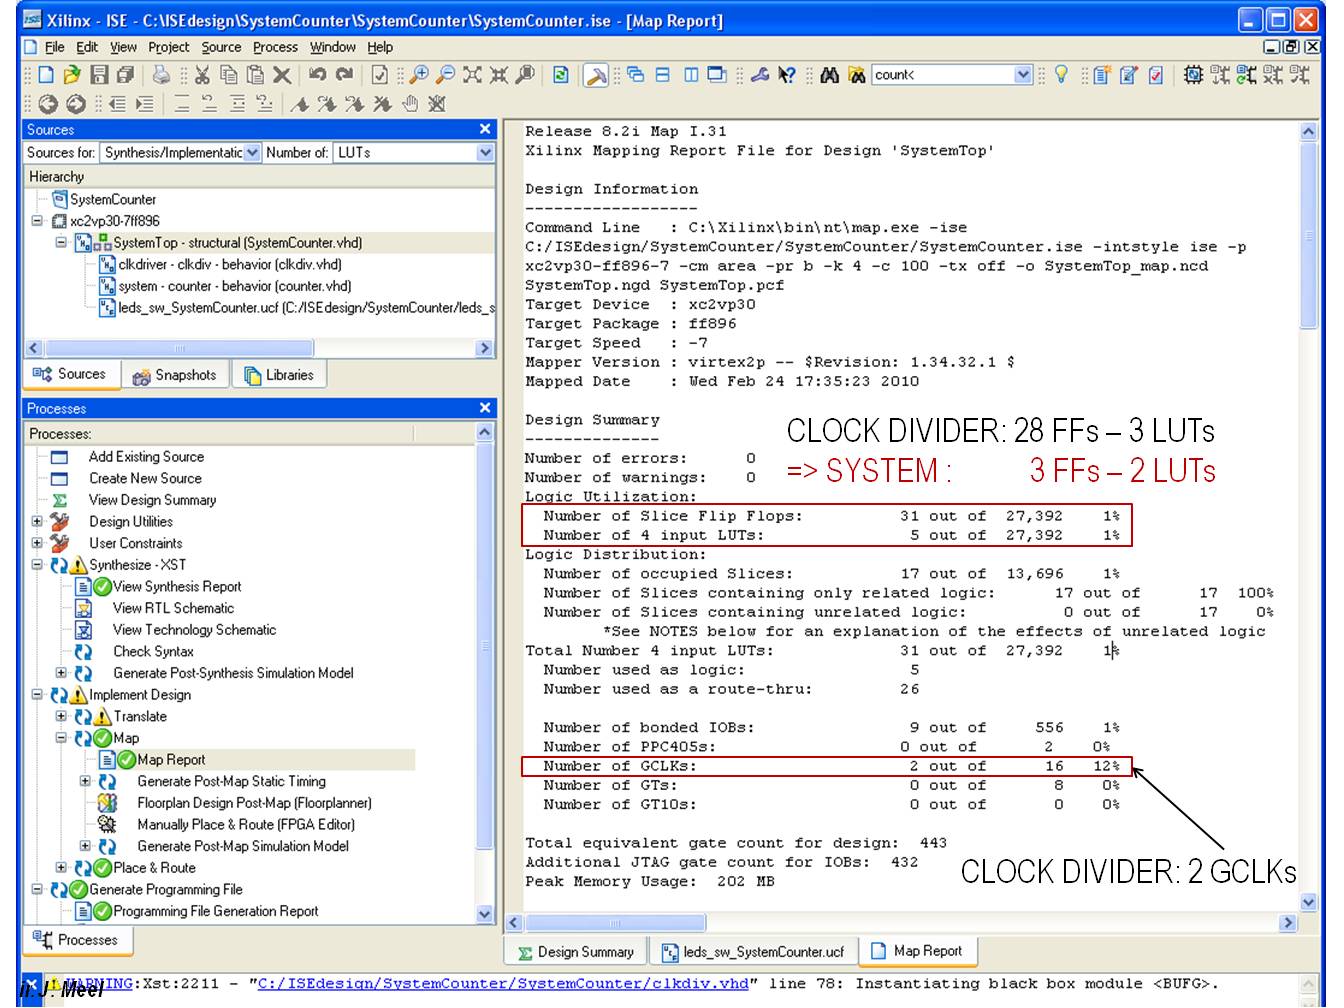 Xilinx - ISE - C:\ISEdesign\SystemCounter\SystemCounter\SystemCounter.ise - [Map Report]
File Edit View Project Source Process Window Help
count<
Sources
Sources for: Synthesis/Implementatic Number of: LUTs
Hierarchy
SystemCounter
xc2vp30-7ff896
SystemTop - structural (SystemCounter.vhd)
clkdriver - clkdiv - behavior (clkdiv.vhd)
system - counter - behavior (counter.vhd)
leds_sw_SystemCounter.ucf (C:/ISEdesign/SystemCounter/leds_s
Sources Snapshots Libraries
Processes
Processes:
Add Existing Source
Create New Source
View Design Summary
Design Utilities
User Constraints
Synthesize - XST
View Synthesis Report
View RTL Schematic
View Technology Schematic
Check Syntax
Generate Post-Synthesis Simulation Model
Implement Design
Translate
Map
Map Report
Generate Post-Map Static Timing
Floorplan Design Post-Map (Floorplanner)
Manually Place & Route (FPGA Editor)
Generate Post-Map Simulation Model
Place & Route
Generate Programming File
Programming File Generation Report
Processes
Release 8.2i Map I.31
Xilinx Mapping Report File for Design 'SystemTop'
Design Information
------------------
Command Line   : C:\Xilinx\bin\nt\map.exe -ise
C:/ISEdesign/SystemCounter/SystemCounter/SystemCounter.ise -intstyle ise -p
xc2vp30-ff896-7 -cm area -pr b -k 4 -c 100 -tx off -o SystemTop_map.ncd
SystemTop.ngd SystemTop.pcf
Target Device  : xc2vp30
Target Package : ff896
Target Speed   : -7
Mapper Version : virtex2p -- $Revision: 1.34.32.1 $
Mapped Date    : Wed Feb 24 17:35:23 2010
Design Summary
--------------
CLOCK DIVIDER: 28 FFs – 3 LUTs
=> SYSTEM : 3 FFs – 2 LUTs
Number of errors: 0
Number of warnings: 0
Logic Utilization:
Number of Slice Flip Flops: 31 out of 27,392 1%
Number of 4 input LUTs: 5 out of 27,392 1%
Logic Distribution:
Number of occupied Slices: 17 out of 13,696 1%
Number of Slices containing only related logic: 17 out of 17 100%
Number of Slices containing unrelated logic: 0 out of 17 0%
*See NOTES below for an explanation of the effects of unrelated logic
Total Number 4 input LUTs: 31 out of 27,392 1%
Number used as logic: 5
Number used as a route-thru: 26
Number of bonded IOBs: 9 out of 556 1%
Number of PPC405s: 0 out of 2 0%
Number of GCLKs: 2 out of 16 12%
Number of GTs: 0 out of 8 0%
Number of GT10s: 0 out of 0 0%
Total equivalent gate count for design: 443
Additional JTAG gate count for IOBs: 432
Peak Memory Usage: 202 MB
CLOCK DIVIDER: 2 GCLKs
Design Summary leds_sw_SystemCounter.ucf Map Report
WARNING:Xst:2211 - "C:/ISEdesign/SystemCounter/SystemCounter/clkdiv.vhd" line 78: Instantiating black box module <BUFG>.
J. Meel